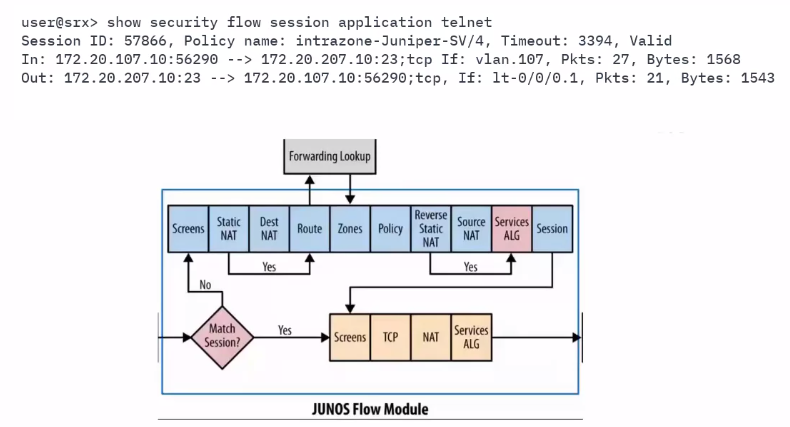 user@srx> show security flow session application telnet
Session ID: 57866, Policy name: intrazone-Juniper-SV/4, Timeout: 3394, Valid
In: 172.20.107.10:56290 --> 172.20.207.10:23;tcp If: vlan.107, Pkts: 27, Bytes: 1568
Out: 172.20.207.10:23 --> 172.20.107.10:56290;tcp, If: lt-0/0/0.1, Pkts: 21, Bytes: 1543
Forwarding Lookup
Screens
Static
NAT
Dest
NAT
Route
Zones
Policy
Reverse
Static
NAT
Source
NAT
Services
ALG
Session
Yes
Yes
No
Match
Session?
Yes
Screens
TCP
NAT
Services
ALG
JUNOS Flow Module